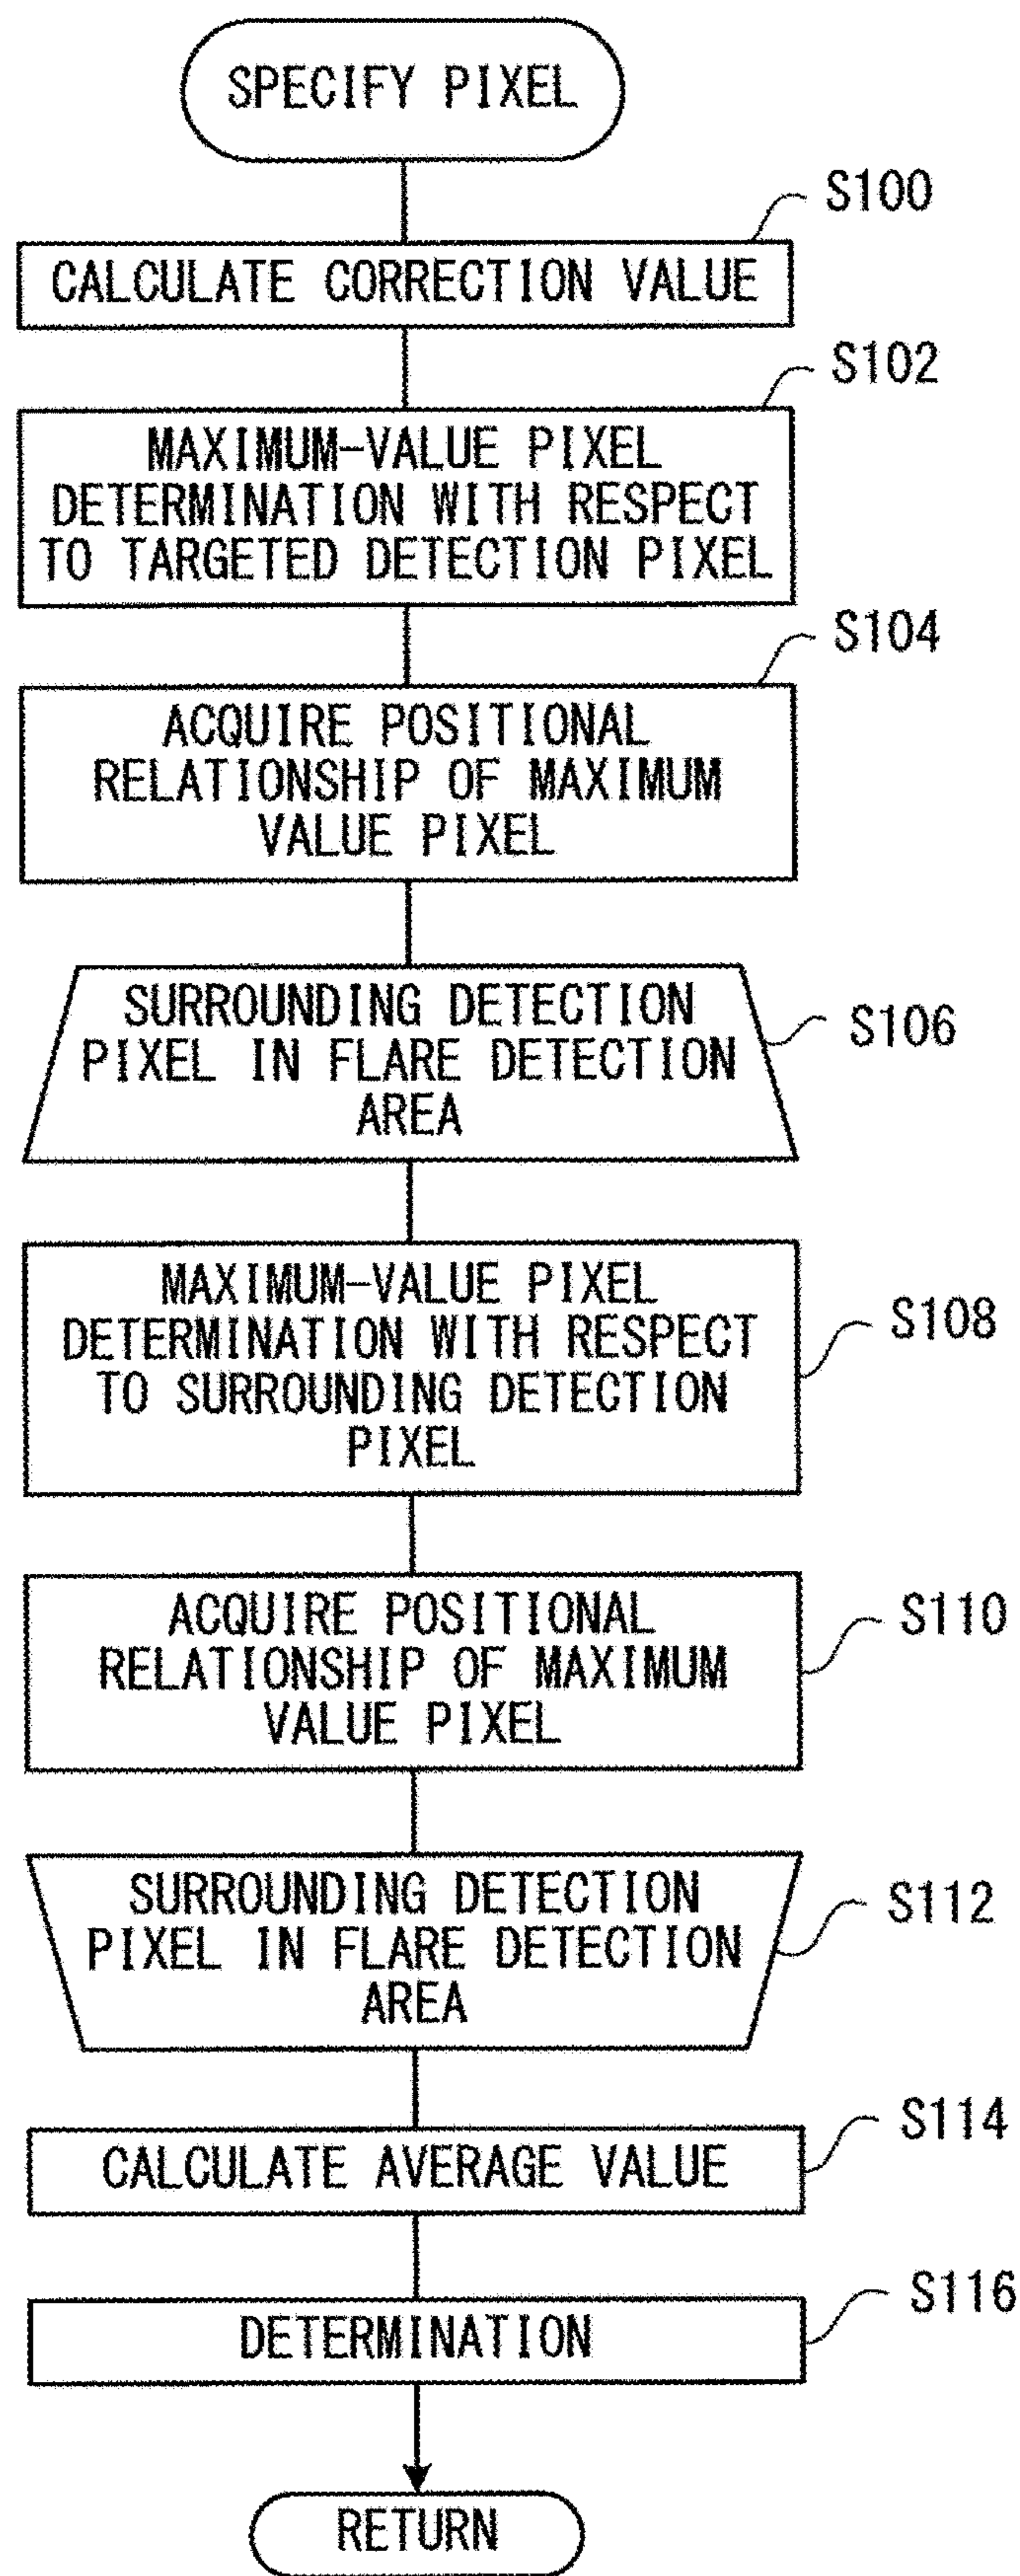 SPECIFY PIXEL
S100
CALCULATE CORRECTION VALUE
S102
MAXIMUM-VALUE PIXEL
DETERMINATION WITH RESPECT
TO TARGETED DETECTION PIXEL
S104
ACQUIRE POSITIONAL
RELATIONSHIP OF MAXIMUM
VALUE PIXEL
S106
SURROUNDING DETECTION
PIXEL IN FLARE DETECTION
AREA
S108
MAXIMUM-VALUE PIXEL
DETERMINATION WITH RESPECT
TO SURROUNDING DETECTION
PIXEL
S110
ACQUIRE POSITIONAL
RELATIONSHIP OF MAXIMUM
VALUE PIXEL
S112
SURROUNDING DETECTION
PIXEL IN FLARE DETECTION
AREA
S114
CALCULATE AVERAGE VALUE
S116
DETERMINATION
RETURN